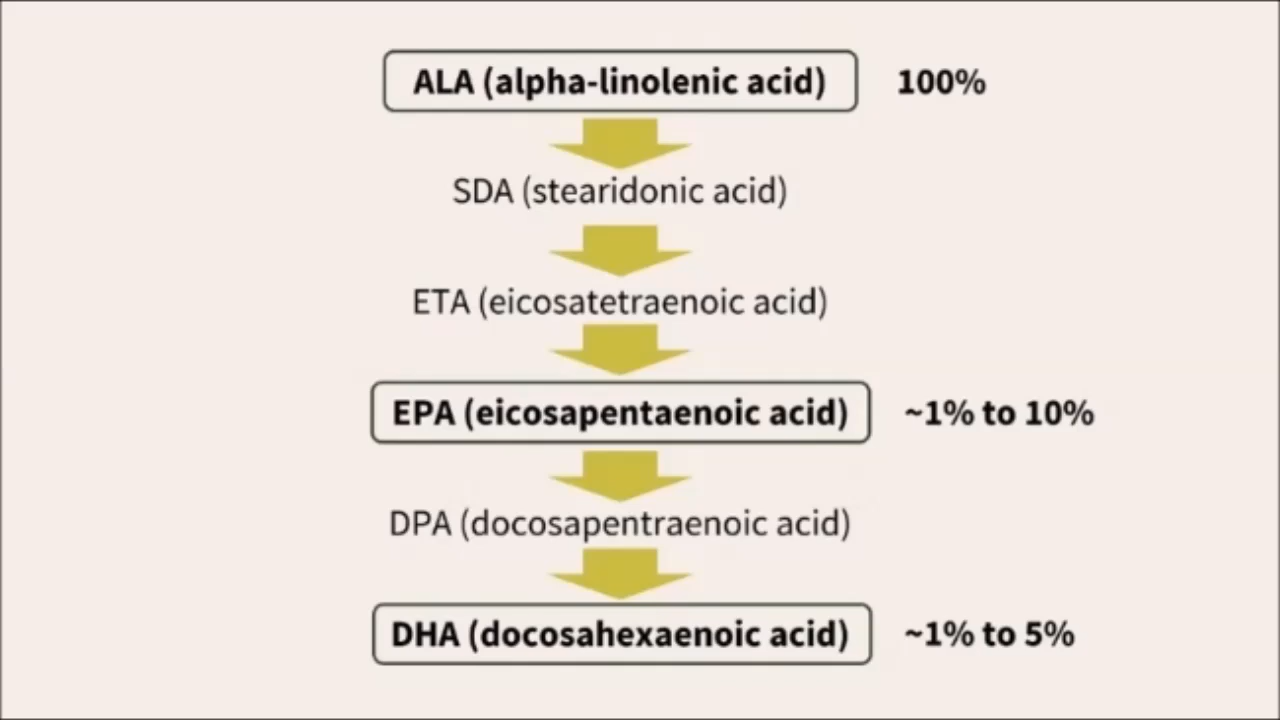 ALA (alpha-linolenic acid) 100%
SDA (stearidonic acid)
ETA (eicosatetraenoic acid)
EPA (eicosapentaenoic acid) ~1% to 10%
DPA (docosapentraenoic acid)
DHA (docosahexaenoic acid) ~1% to 5%